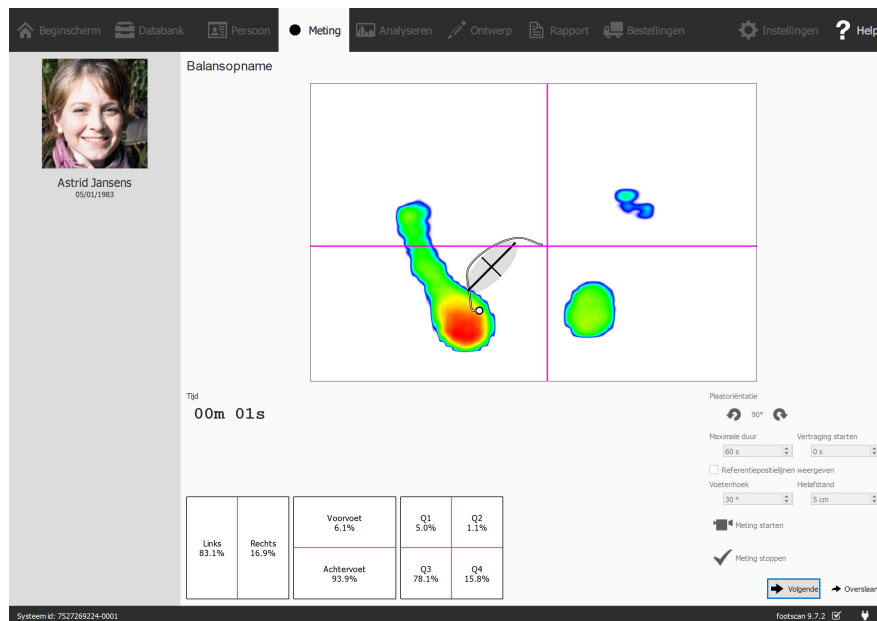 Beginscherm Databank Persoon Meting Analyseren Ontwerp Rapport Bestellingen Instellingen ? Help
Balansopname
Astrid Jansens
05/01/1983
Tijd
00m 01s
Plaatoriëntatie
90°
Maximale duur Vertraging starten
60 s 0 s
Referentiepositielijnen weergeven
Voetenhoek Hielafstand
30 ° 5 cm
Meting starten
Meting stoppen
Links
83.1%
Rechts
16.9%
Voorvoet
6.1%
Achtervoet
93.9%
Q1
5.0%
Q2
1.1%
Q3
78.1%
Q4
15.8%
Volgende Overslaan
Systeem id: 7527269224-0001 footscan 9.7.2